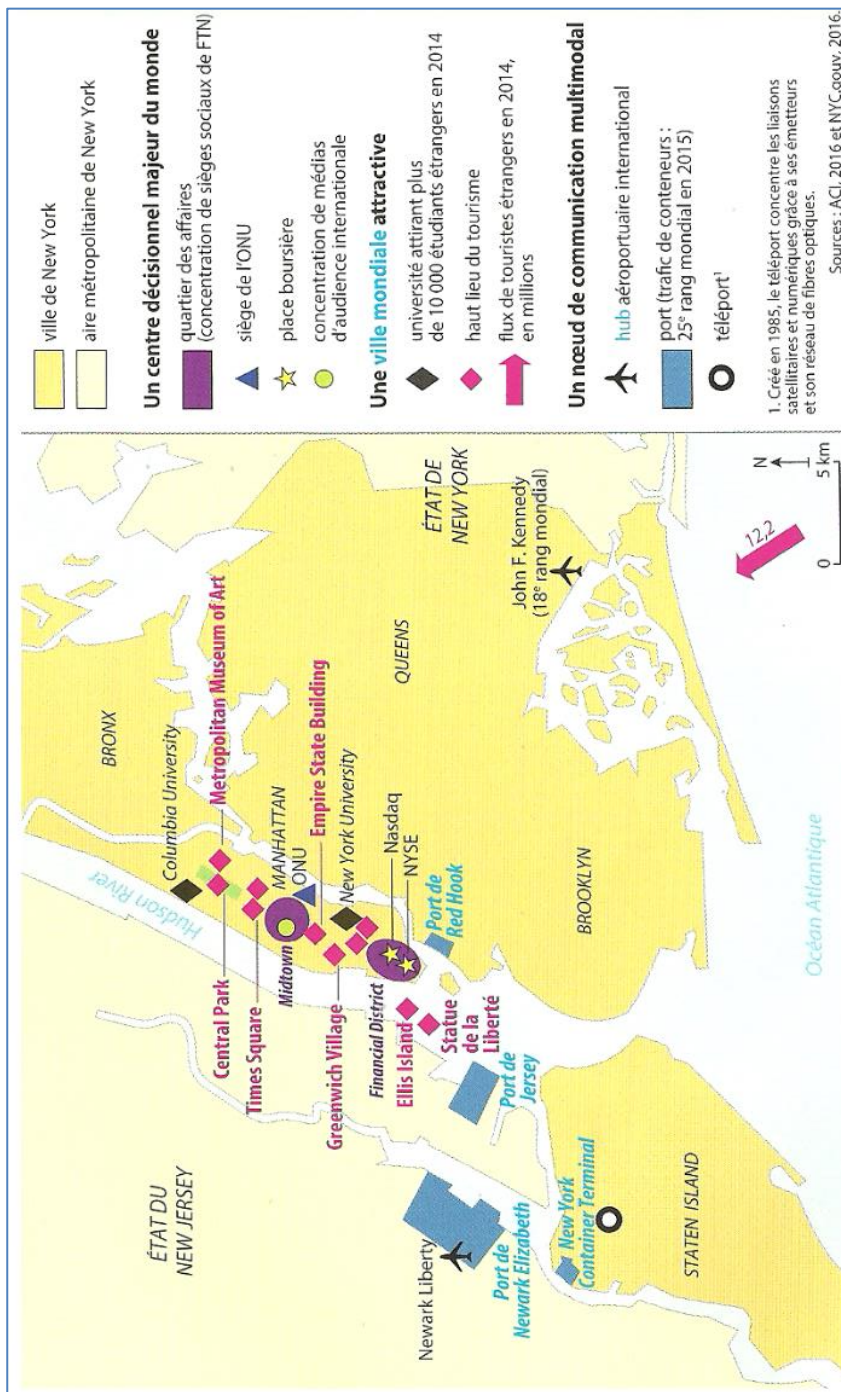 ÉTAT DU
NEW JERSEY
Hudson River
BRONX
Columbia University
Metropolitan Museum of Art
Central Park
Times Square
MANHATTAN
ONU
Midtown
Empire State Building
New York University
Greenwich Village
Financial District
Nasdaq
NYSE
Ellis Island
Statue
de la
Liberté
Port de
Red Hook
QUEENS
ÉTAT DE
NEW YORK
Newark Liberty
Port de
Newark Elizabeth
Port de
Jersey
New York
Container Terminal
STATEN ISLAND
BROOKLYN
John F. Kennedy
(18e rang mondial)
Océan Atlantique
12,2
N
0 5 km
ville de New York
aire métropolitaine de New York
Un centre décisionnel majeur du monde
quartier des affaires
(concentration de sièges sociaux de FTN)
siège de l'ONU
place boursière
concentration de médias
d'audience internationale
Une ville mondiale attractive
université attirant plus
de 10 000 étudiants étrangers en 2014
haut lieu du tourisme
flux de touristes étrangers en 2014,
en millions
Un nœud de communication multimodal
hub aéroportuaire international
port (trafic de conteneurs :
25e rang mondial en 2015)
téléport¹
1. Créé en 1985, le téléport concentre les liaisons
satellitaires et numériques grâce à ses émetteurs
et son réseau de fibres optiques.
Sources : ACI, 2016 et NYC.gouv, 2016.